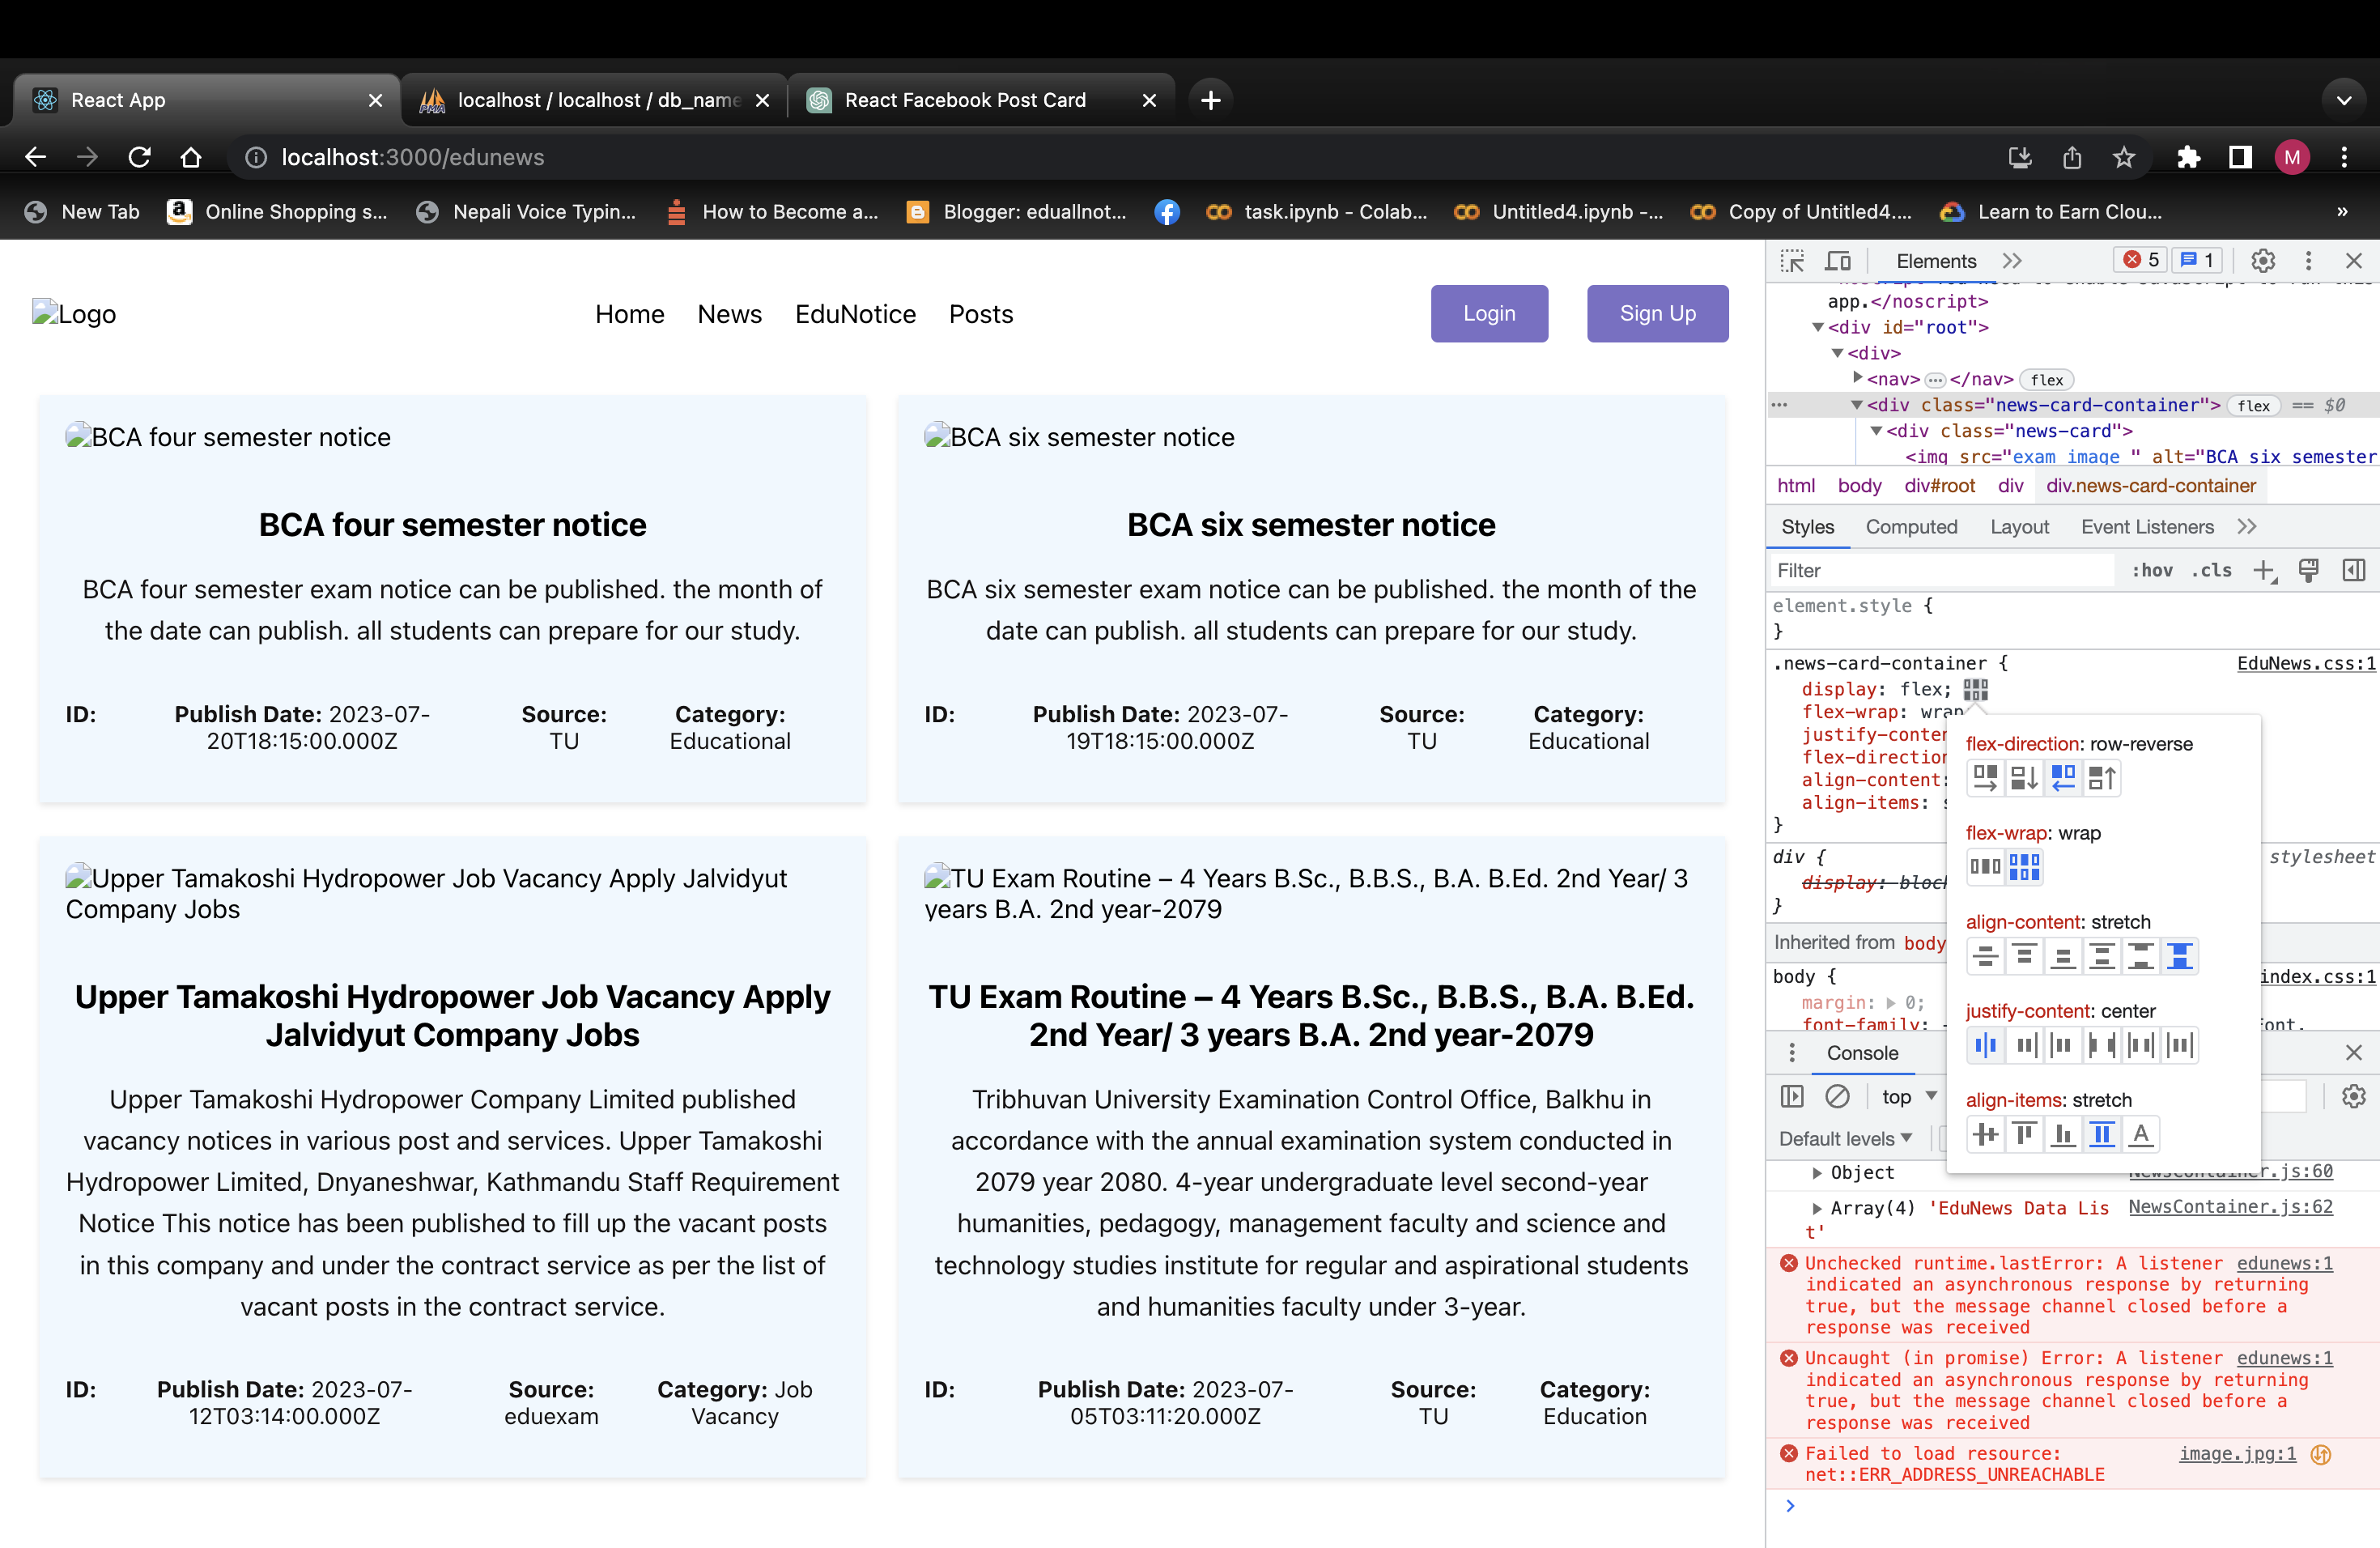 React App
localhost / localhost / db_name
React Facebook Post Card
localhost:3000/edunews
M
New Tab
Online Shopping s...
Nepali Voice Typin...
How to Become a...
Blogger: eduallnot...
task.ipynb - Colab...
Untitled4.ipynb -...
Copy of Untitled4....
Learn to Earn Clou...
»
Logo
Home News EduNotice Posts
Login
Sign Up
BCA four semester notice
BCA four semester notice
BCA four semester exam notice can be published. the month of
the date can publish. all students can prepare for our study.
ID:
Publish Date: 2023-07-
20T18:15:00.000Z
Source:
TU
Category:
Educational
BCA six semester notice
BCA six semester notice
BCA six semester exam notice can be published. the month of the
date can publish. all students can prepare for our study.
ID:
Publish Date: 2023-07-
19T18:15:00.000Z
Source:
TU
Category:
Educational
Upper Tamakoshi Hydropower Job Vacancy Apply Jalvidyut
Company Jobs
Upper Tamakoshi Hydropower Job Vacancy Apply
Jalvidyut Company Jobs
Upper Tamakoshi Hydropower Company Limited published
vacancy notices in various post and services. Upper Tamakoshi
Hydropower Limited, Dnyaneshwar, Kathmandu Staff Requirement
Notice This notice has been published to fill up the vacant posts
in this company and under the contract service as per the list of
vacant posts in the contract service.
ID:
Publish Date: 2023-07-
12T03:14:00.000Z
Source:
eduexam
Category: Job
Vacancy
TU Exam Routine – 4 Years B.Sc., B.B.S., B.A. B.Ed. 2nd Year/ 3
years B.A. 2nd year-2079
TU Exam Routine – 4 Years B.Sc., B.B.S., B.A. B.Ed.
2nd Year/ 3 years B.A. 2nd year-2079
Tribhuvan University Examination Control Office, Balkhu in
accordance with the annual examination system conducted in
2079 year 2080. 4-year undergraduate level second-year
humanities, pedagogy, management faculty and science and
technology studies institute for regular and aspirational students
and humanities faculty under 3-year.
ID:
Publish Date: 2023-07-
05T03:11:20.000Z
Source:
TU
Category:
Education
Elements
5
1
app.</noscript>
<div id="root">
<div>
<nav> </nav> flex
<div class="news-card-container"> flex == $0
<div class="news-card">
<img src="exam image " alt="BCA six semester
html body div#root div div.news-card-container
Styles Computed Layout Event Listeners
Filter :hov .cls
element.style {
}
.news-card-container { EduNews.css:1
display: flex;
flex-wrap: wrap
justify-conten
flex-direction
align-content:
align-items:
}
div { stylesheet
display: block
}
Inherited from body
body { index.css:1
margin: 0;
font-family:
flex-direction: row-reverse
flex-wrap: wrap
align-content: stretch
justify-content: center
align-items: stretch
Console
top
Default levels
Object NewsContainer.js:60
Array(4) 'EduNews Data Lis NewsContainer.js:62
t'
Unchecked runtime.lastError: A listener edunews:1
indicated an asynchronous response by returning
true, but the message channel closed before a
response was received
Uncaught (in promise) Error: A listener edunews:1
indicated an asynchronous response by returning
true, but the message channel closed before a
response was received
Failed to load resource: image.jpg:1
net::ERR_ADDRESS_UNREACHABLE